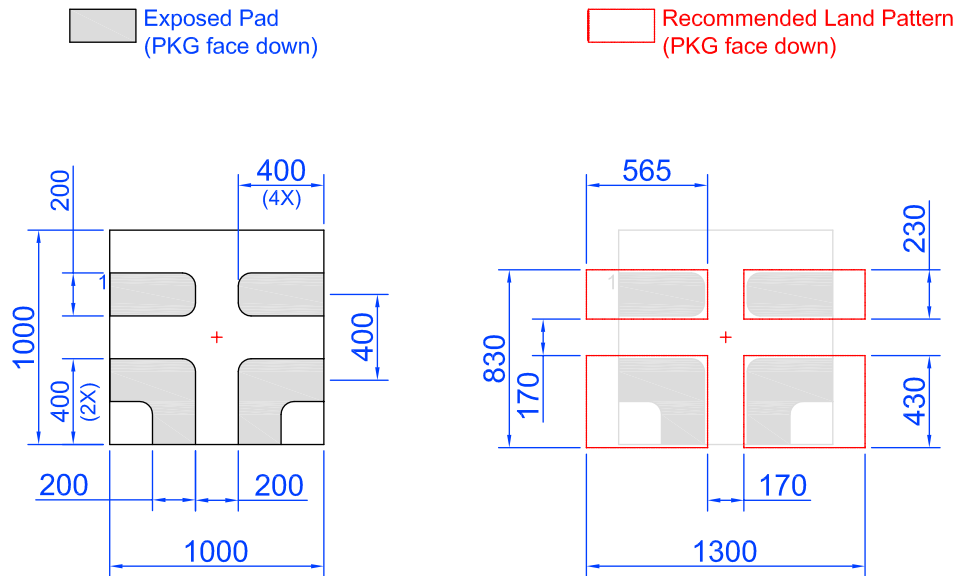 Exposed Pad
(PKG face down)
Recommended Land Pattern
(PKG face down)
200
400
(4X)
1
1000
400
(2X)
400
200
200
1000
565
230
1
830
170
430
170
1300